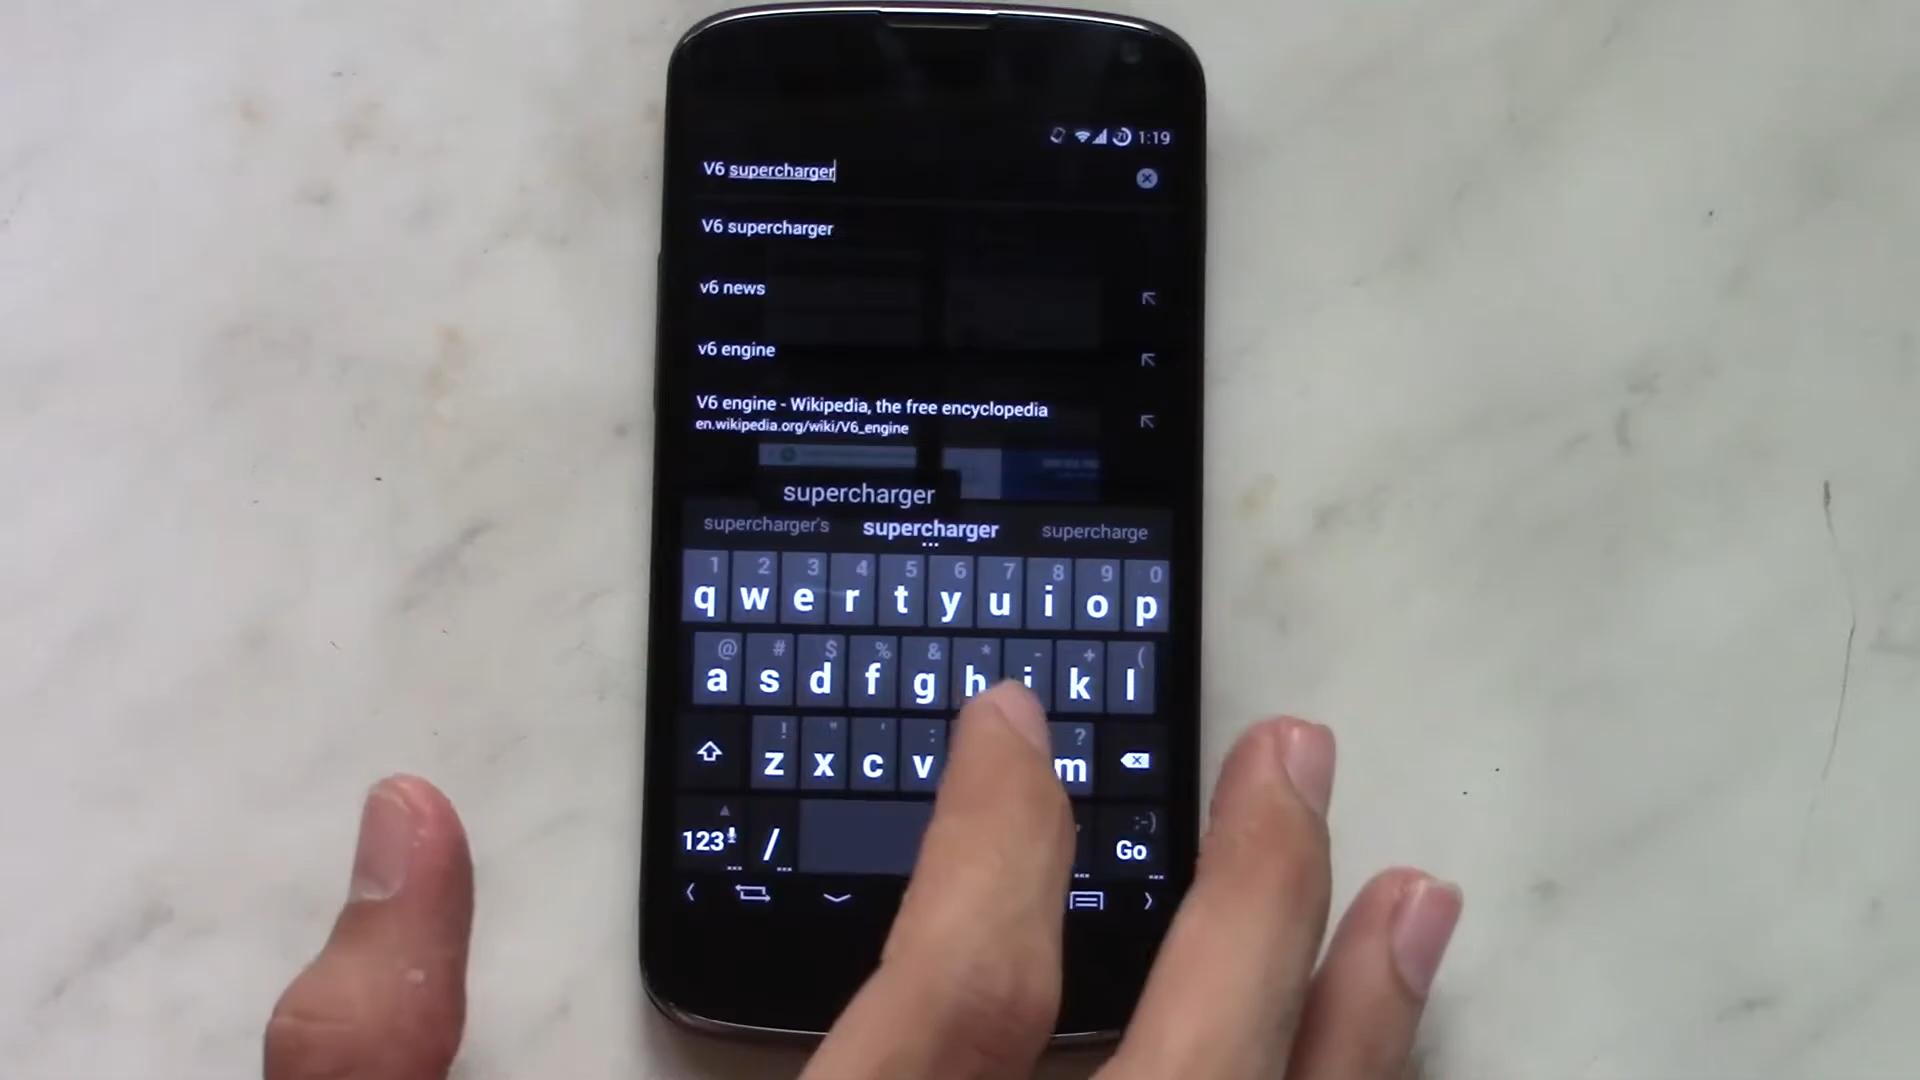 71 1:19
V6 supercharger
V6 supercharger
v6 news
v6 engine
V6 engine - Wikipedia, the free encyclopedia
en.wikipedia.org/wiki/V6_engine
supercharger
supercharger's supercharger supercharge
1 2 3 4 5 6 7 8 9 0
q w e r t y u i o p
@ # $ % & * - + (
a s d f g h j k l
! " ' : ?
z x c v m
:-)
123 / , Go